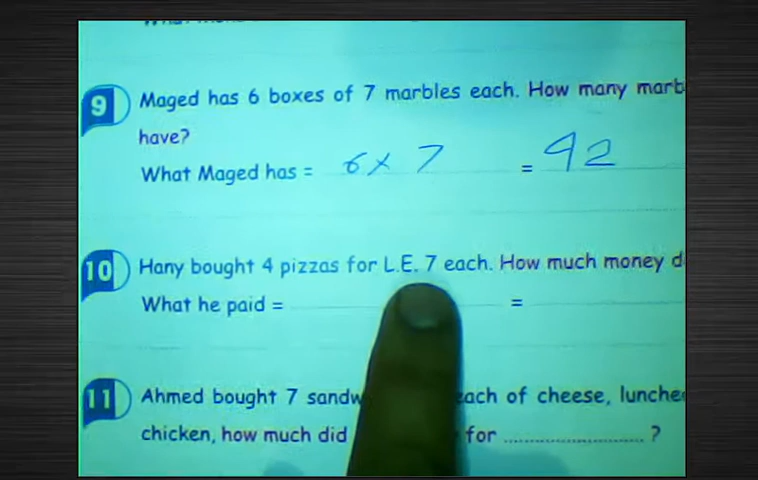 9 Maged has 6 boxes of 7 marbles each. How many marb
have?
What Maged has = 6 x 7 = 42
10 Hany bought 4 pizzas for L.E. 7 each. How much money d
What he paid = =
11 Ahmed bought 7 each of cheese, lunche
chicken, how much did for ............ ?